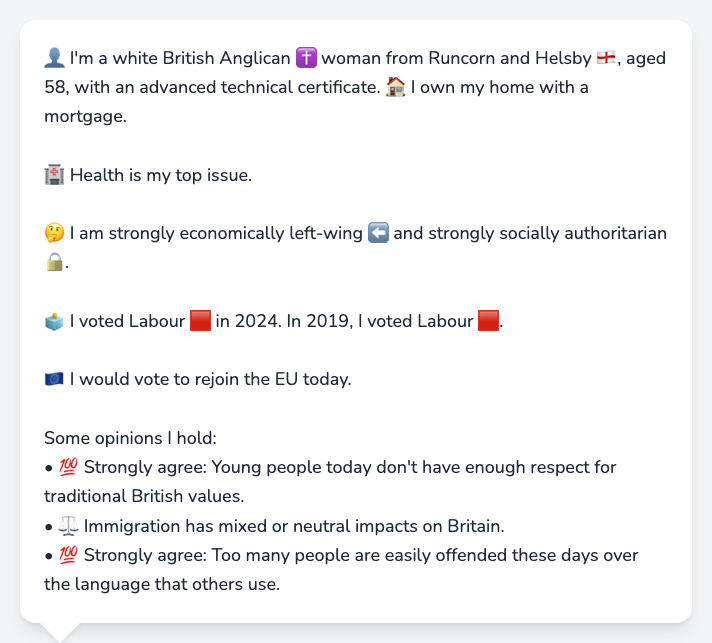 👤 I'm a white British Anglican ✝️ woman from Runcorn and Helsby 🏴󠁧󠁢󠁥󠁮󠁧󠁿, aged
58, with an advanced technical certificate. 🏠 I own my home with a
mortgage.
🏥 Health is my top issue.
🤔 I am strongly economically left-wing ⬅️ and strongly socially authoritarian
🔒.
🗳️ I voted Labour 🟥 in 2024. In 2019, I voted Labour 🟥.
🇪🇺 I would vote to rejoin the EU today.
Some opinions I hold:
• 💯 Strongly agree: Young people today don't have enough respect for
traditional British values.
• ⚖️ Immigration has mixed or neutral impacts on Britain.
• 💯 Strongly agree: Too many people are easily offended these days over
the language that others use.